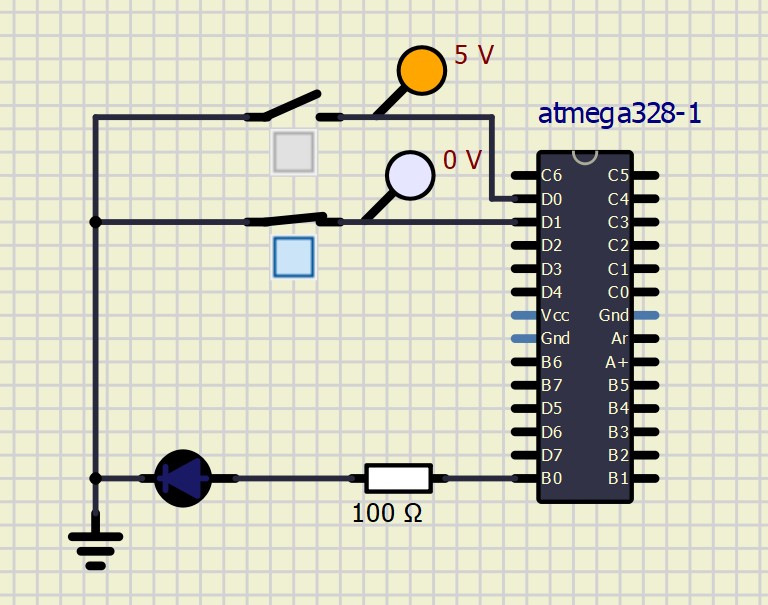 5 V
0 V
atmega328-1
C6 C5
D0 C4
D1 C3
D2 C2
D3 C1
D4 C0
Vcc Gnd
Gnd Ar
B6 A+
B7 B5
D5 B4
D6 B3
D7 B2
B0 B1
100 Ω